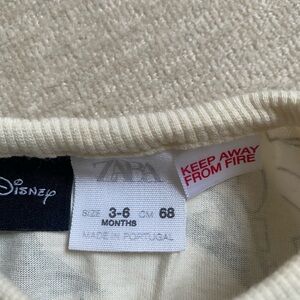 Disney
ZARA
SIZE 3-6 CM 68
MONTHS
MADE IN PORTUGAL
KEEP AWAY
FROM FIRE